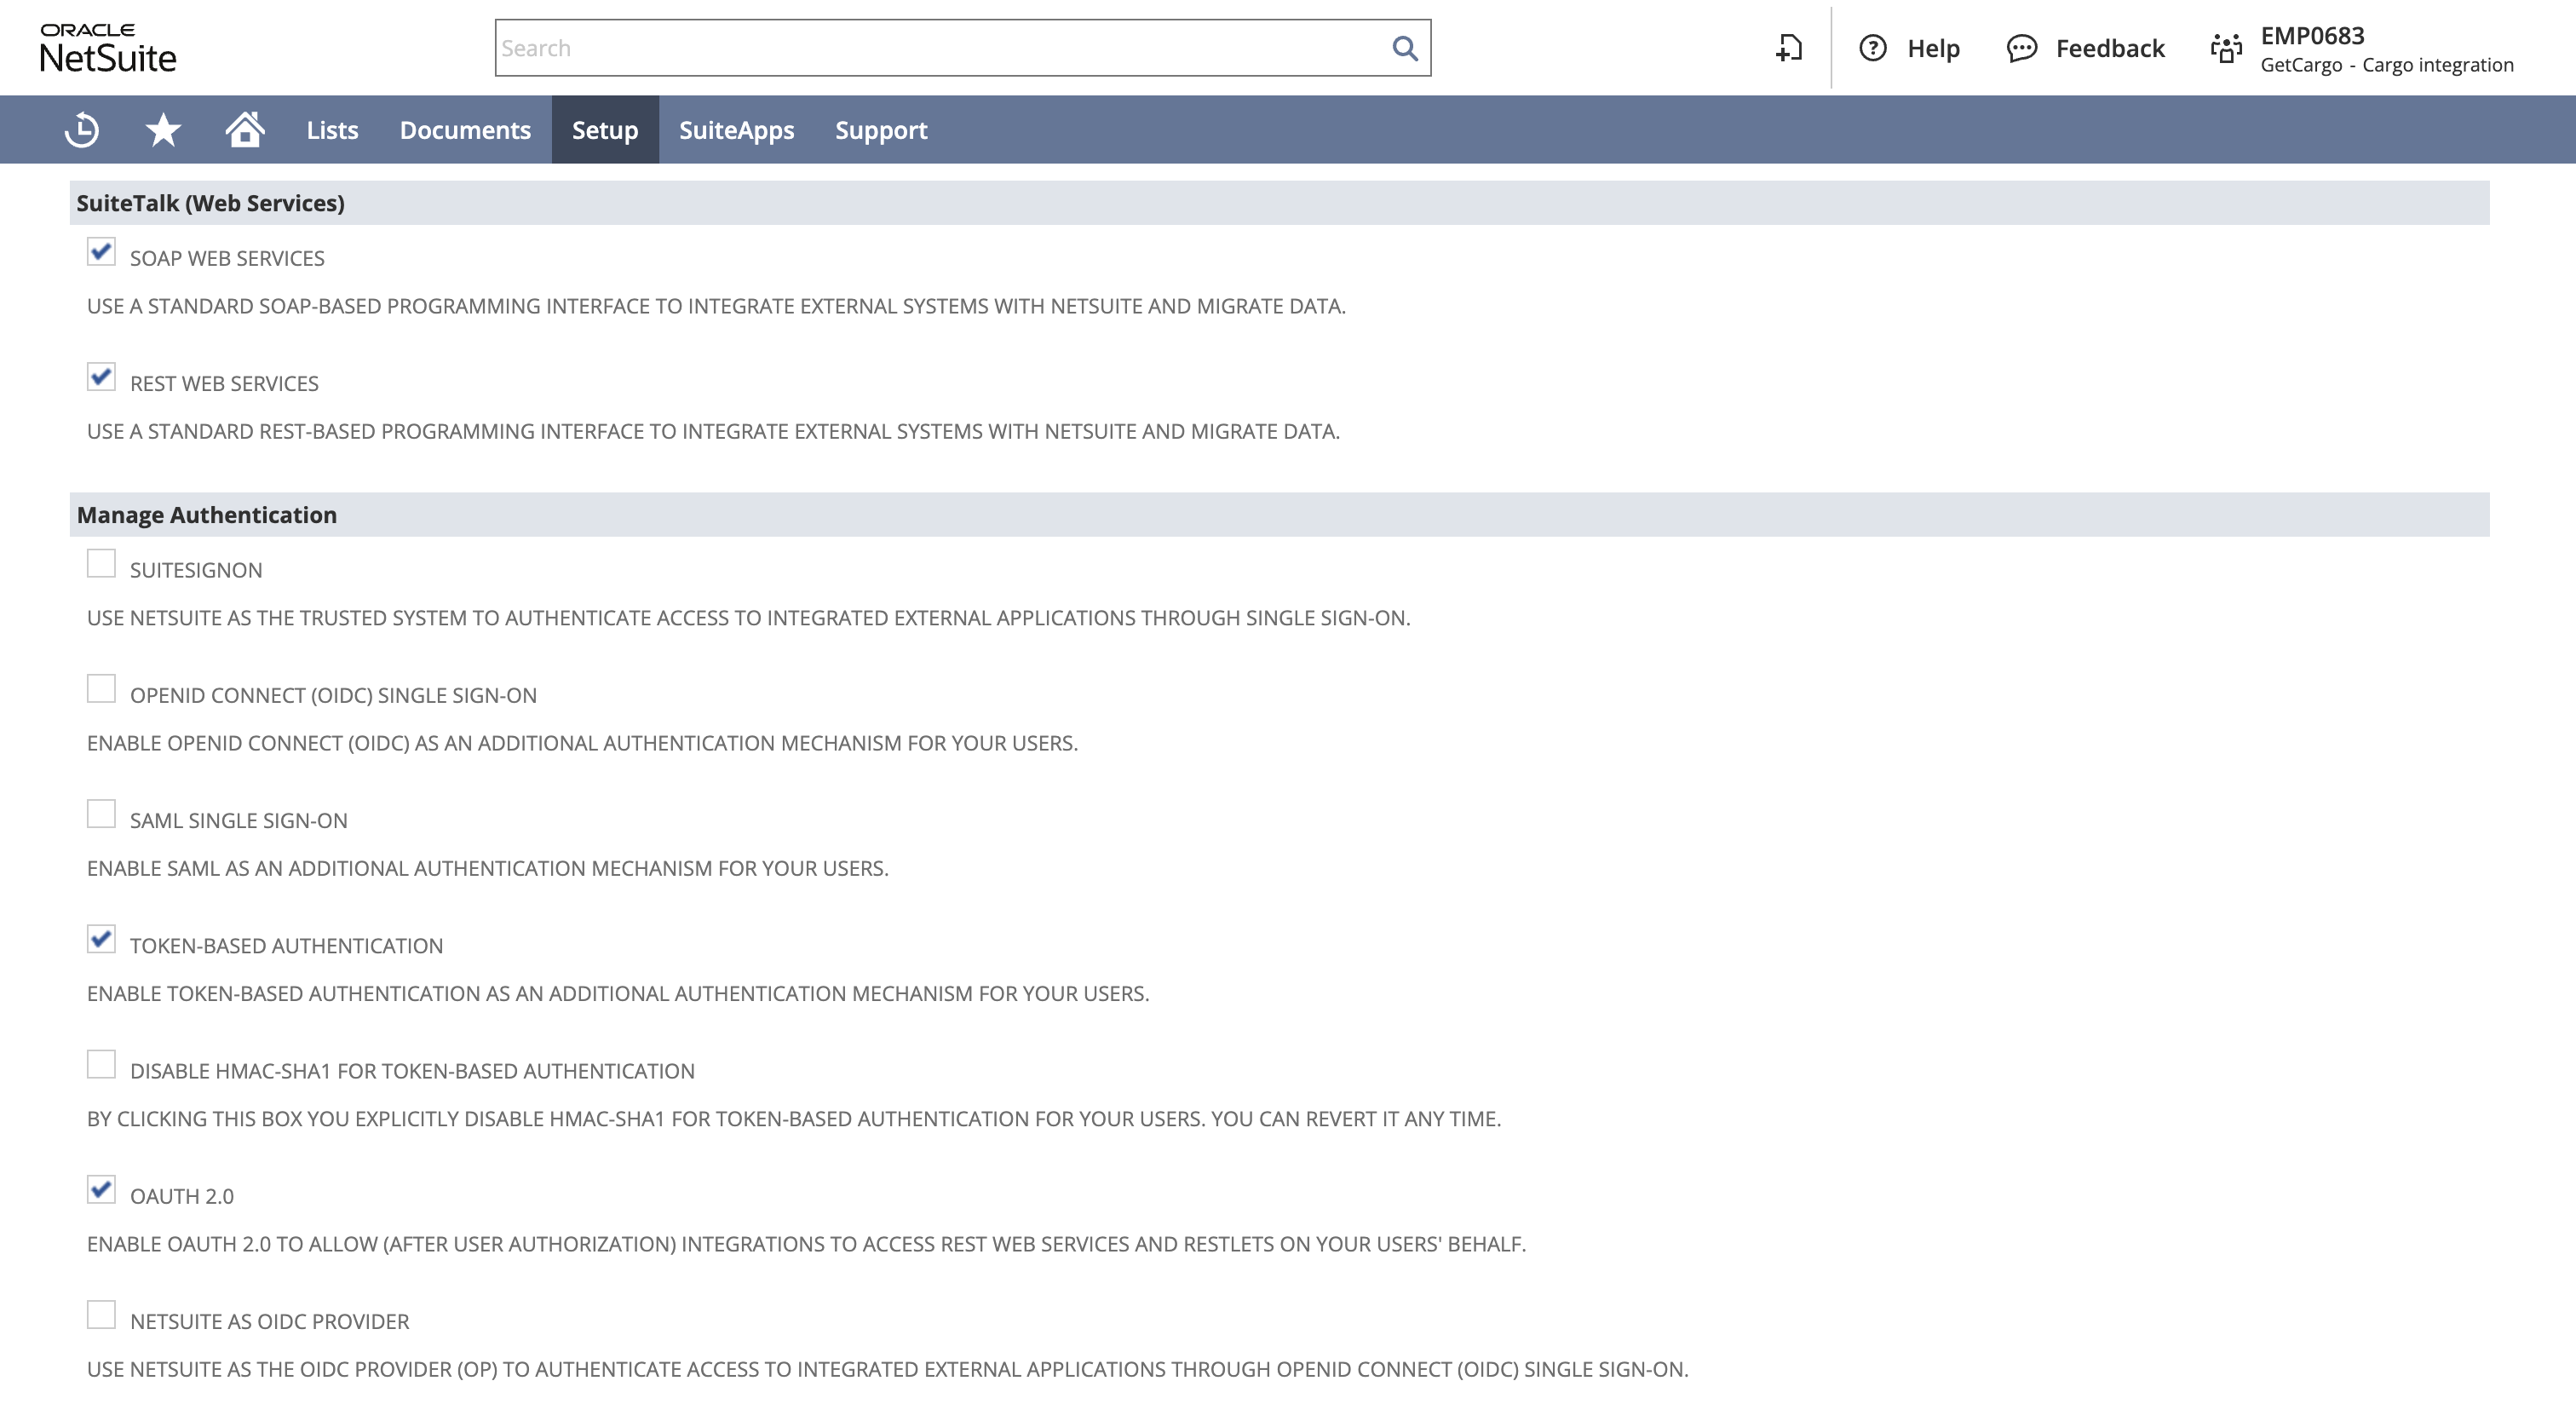 ORACLE
NetSuite
Search
Help
Feedback
EMP0683
GetCargo - Cargo integration
Lists
Documents
Setup
SuiteApps
Support
SuiteTalk (Web Services)
SOAP WEB SERVICES
USE A STANDARD SOAP-BASED PROGRAMMING INTERFACE TO INTEGRATE EXTERNAL SYSTEMS WITH NETSUITE AND MIGRATE DATA.
REST WEB SERVICES
USE A STANDARD REST-BASED PROGRAMMING INTERFACE TO INTEGRATE EXTERNAL SYSTEMS WITH NETSUITE AND MIGRATE DATA.
Manage Authentication
SUITESIGNON
USE NETSUITE AS THE TRUSTED SYSTEM TO AUTHENTICATE ACCESS TO INTEGRATED EXTERNAL APPLICATIONS THROUGH SINGLE SIGN-ON.
OPENID CONNECT (OIDC) SINGLE SIGN-ON
ENABLE OPENID CONNECT (OIDC) AS AN ADDITIONAL AUTHENTICATION MECHANISM FOR YOUR USERS.
SAML SINGLE SIGN-ON
ENABLE SAML AS AN ADDITIONAL AUTHENTICATION MECHANISM FOR YOUR USERS.
TOKEN-BASED AUTHENTICATION
ENABLE TOKEN-BASED AUTHENTICATION AS AN ADDITIONAL AUTHENTICATION MECHANISM FOR YOUR USERS.
DISABLE HMAC-SHA1 FOR TOKEN-BASED AUTHENTICATION
BY CLICKING THIS BOX YOU EXPLICITLY DISABLE HMAC-SHA1 FOR TOKEN-BASED AUTHENTICATION FOR YOUR USERS. YOU CAN REVERT IT ANY TIME.
OAUTH 2.0
ENABLE OAUTH 2.0 TO ALLOW (AFTER USER AUTHORIZATION) INTEGRATIONS TO ACCESS REST WEB SERVICES AND RESTLETS ON YOUR USERS' BEHALF.
NETSUITE AS OIDC PROVIDER
USE NETSUITE AS THE OIDC PROVIDER (OP) TO AUTHENTICATE ACCESS TO INTEGRATED EXTERNAL APPLICATIONS THROUGH OPENID CONNECT (OIDC) SINGLE SIGN-ON.